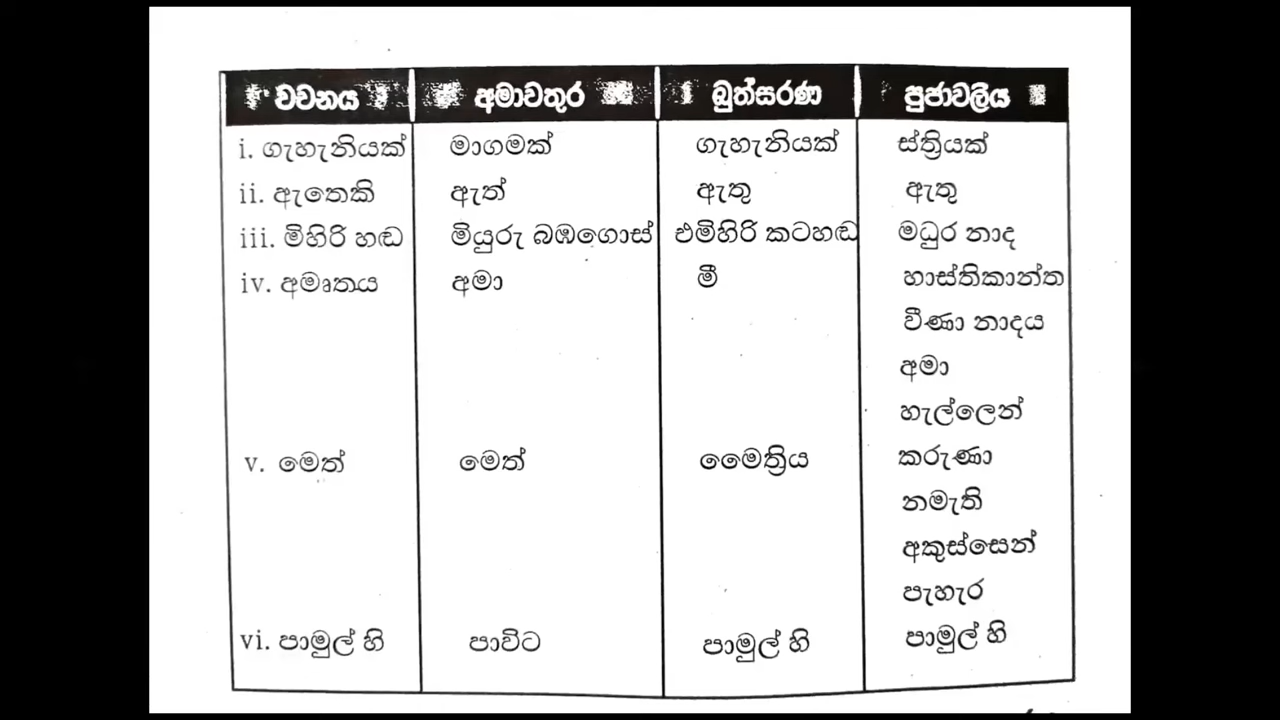 වචනය අමාවතුර බුත්සරණ පූජාවලිය
i. ගැහැනියක් මාගමක් ගැහැනියක් ස්ත්‍රියක්
ii. ඇතෙකි ඇත් ඇතු ඇතු
iii. මිහිරි හඬ මියුරු බඹගොස් එමිහිරි කටහඬ මධුර නාද
iv. අමෘතය අමා මී හාස්තිකාන්ත
වීණා නාදය
අමා
හැල්ලෙන්
v. මෙත් මෙත් මෛත්‍රිය කරුණා
නමැති
අකුස්සෙන්
පැහැර
vi. පාමුල් හි පාවිට පාමුල් හි පාමුල් හි